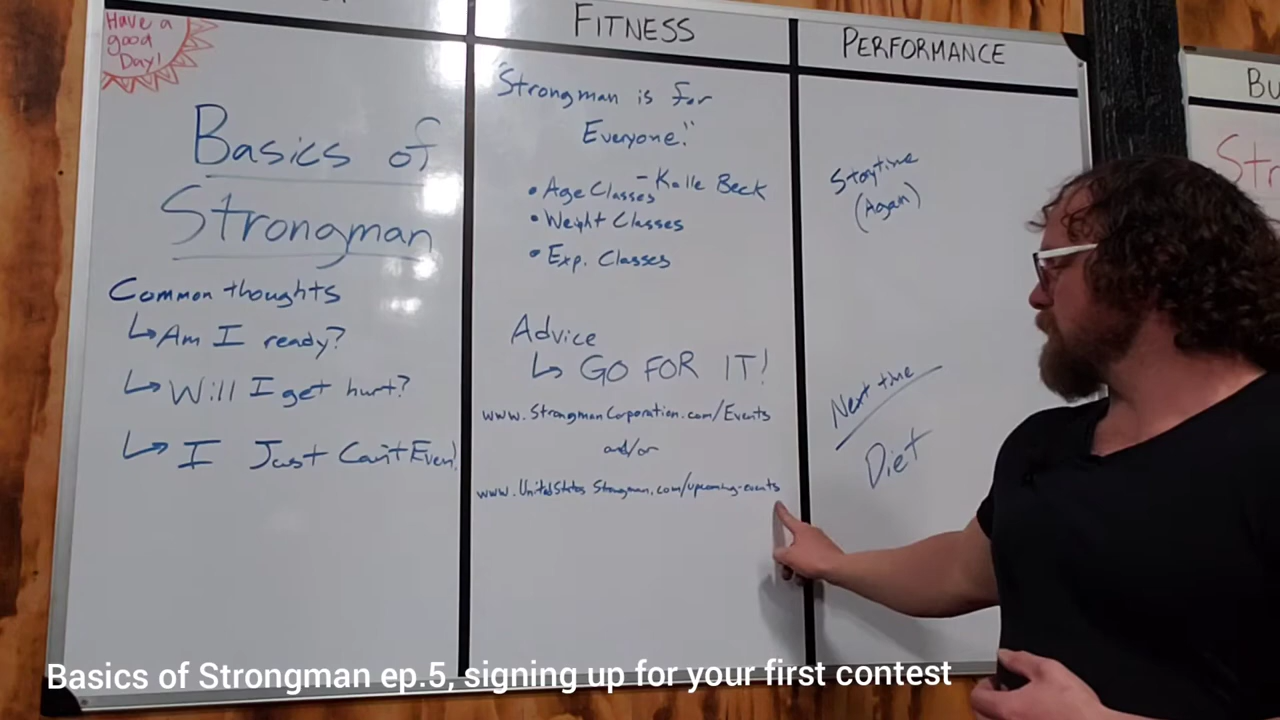 Have a
good
Day!
Basics of
Strongman
Common thoughts
↳ Am I ready?
↳ Will I get hurt?
↳ I Just Can't Even!
FITNESS
"Strongman is for
Everyone!"
- Kalle Beck
• Age Classes
• Weight Classes
• Exp. Classes
Advice
↳ GO FOR IT!
www.StrongmanCorporation.com/Events
and/or
www.UnitedStatesStrongman.com/upcoming-events
PERFORMANCE
Storytime
(Again)
Next time
Diet
Basics of Strongman ep.5, signing up for your first contest